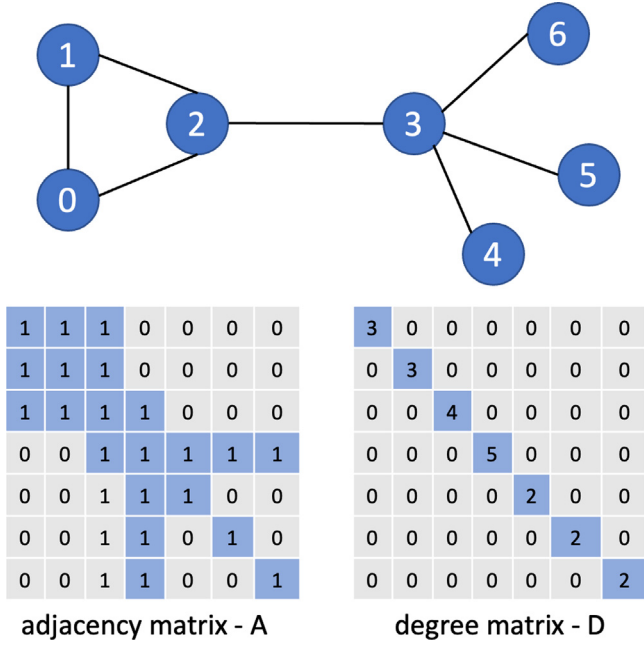 1
6
2
3
5
0
4
1 1 1 0 0 0 0
1 1 1 0 0 0 0
1 1 1 1 0 0 0
0 0 1 1 1 1 1
0 0 1 1 1 0 0
0 0 1 1 0 1 0
0 0 1 1 0 0 1
adjacency matrix - A
3 0 0 0 0 0 0
0 3 0 0 0 0 0
0 0 4 0 0 0 0
0 0 0 5 0 0 0
0 0 0 0 2 0 0
0 0 0 0 0 2 0
0 0 0 0 0 0 2
degree matrix - D